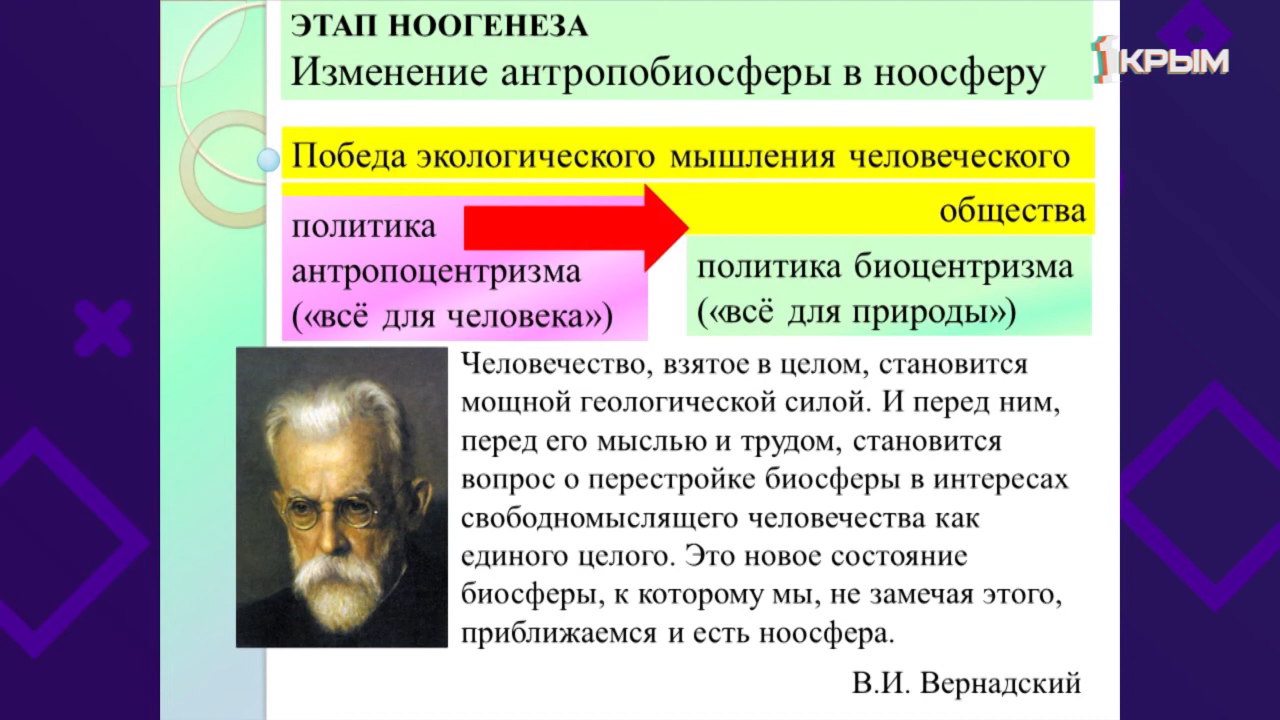 ЭТАП НООГЕНЕЗА
Изменение антропобиосферы в ноосферу
1КРЫМ
Победа экологического мышления человеческого
общества
политика
антропоцентризма
(«всё для человека»)
политика биоцентризма
(«всё для природы»)
Человечество, взятое в целом, становится
мощной геологической силой. И перед ним,
перед его мыслью и трудом, становится
вопрос о перестройке биосферы в интересах
свободномыслящего человечества как
единого целого. Это новое состояние
биосферы, к которому мы, не замечая этого,
приближаемся и есть ноосфера.
В.И. Вернадский